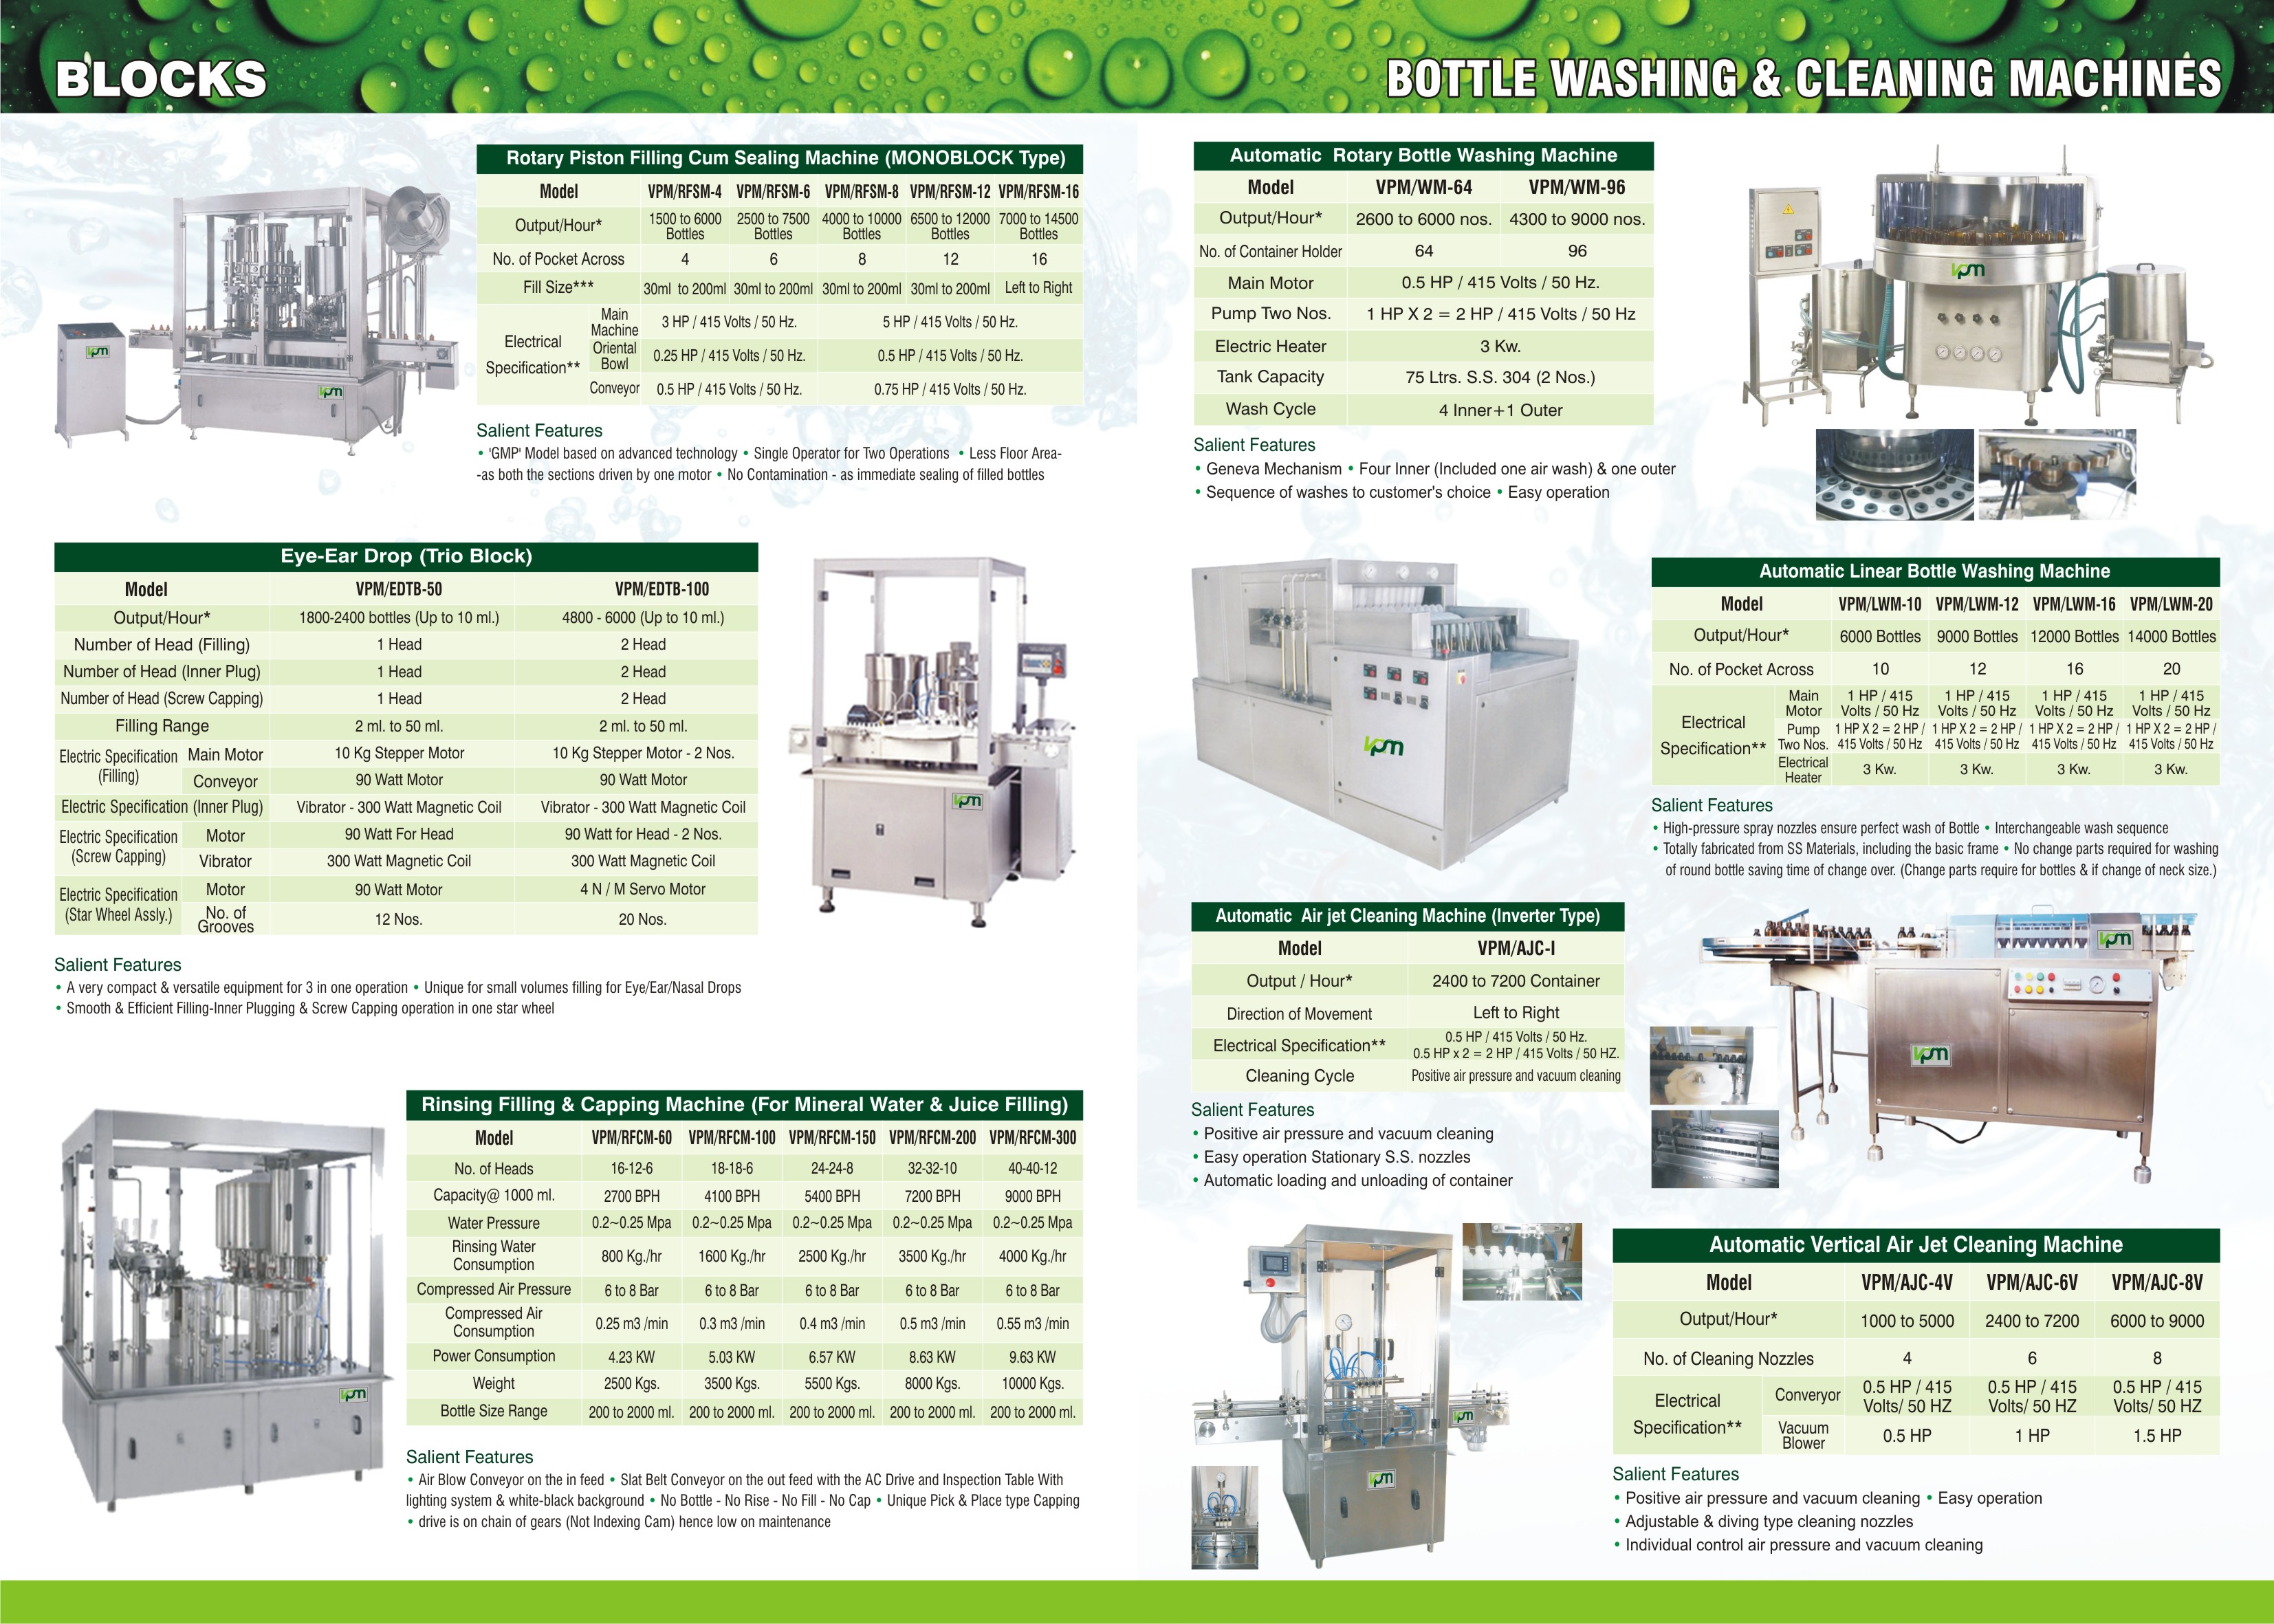 BLOCKS
BOTTLE WASHING & CLEANING MACHINES
Rotary Piston Filling Cum Sealing Machine (MONOBLOCK Type)
Model VPM/RFSM-4 VPM/RFSM-6 VPM/RFSM-8 VPM/RFSM-12 VPM/RFSM-16
Output/Hour* 1500 to 6000 Bottles 2500 to 7500 Bottles 4000 to 10000 Bottles 6500 to 12000 Bottles 7000 to 14500 Bottles
No. of Pocket Across 4 6 8 12 16
Fill Size*** 30ml to 200ml 30ml to 200ml 30ml to 200ml 30ml to 200ml Left to Right
Electrical Specification** Main Machine 3 HP / 415 Volts / 50 Hz. 5 HP / 415 Volts / 50 Hz.
Oriental Bowl 0.25 HP / 415 Volts / 50 Hz. 0.5 HP / 415 Volts / 50 Hz.
Conveyor 0.5 HP / 415 Volts / 50 Hz. 0.75 HP / 415 Volts / 50 Hz.
Salient Features
• 'GMP' Model based on advanced technology • Single Operator for Two Operations • Less Floor Area-
-as both the sections driven by one motor • No Contamination - as immediate sealing of filled bottles
vpm
vpm
Eye-Ear Drop (Trio Block)
Model VPM/EDTB-50 VPM/EDTB-100
Output/Hour* 1800-2400 bottles (Up to 10 ml.) 4800 - 6000 (Up to 10 ml.)
Number of Head (Filling) 1 Head 2 Head
Number of Head (Inner Plug) 1 Head 2 Head
Number of Head (Screw Capping) 1 Head 2 Head
Filling Range 2 ml. to 50 ml. 2 ml. to 50 ml.
Electric Specification (Filling) Main Motor 10 Kg Stepper Motor 10 Kg Stepper Motor - 2 Nos.
Conveyor 90 Watt Motor 90 Watt Motor
Electric Specification (Inner Plug) Vibrator - 300 Watt Magnetic Coil Vibrator - 300 Watt Magnetic Coil
Electric Specification (Screw Capping) Motor 90 Watt For Head 90 Watt for Head - 2 Nos.
Vibrator 300 Watt Magnetic Coil 300 Watt Magnetic Coil
Electric Specification (Star Wheel Assly.) Motor 90 Watt Motor 4 N / M Servo Motor
No. of Grooves 12 Nos. 20 Nos.
Salient Features
• A very compact & versatile equipment for 3 in one operation • Unique for small volumes filling for Eye/Ear/Nasal Drops
• Smooth & Efficient Filling-Inner Plugging & Screw Capping operation in one star wheel
vpm
Rinsing Filling & Capping Machine (For Mineral Water & Juice Filling)
Model VPM/RFCM-60 VPM/RFCM-100 VPM/RFCM-150 VPM/RFCM-200 VPM/RFCM-300
No. of Heads 16-12-6 18-18-6 24-24-8 32-32-10 40-40-12
Capacity@ 1000 ml. 2700 BPH 4100 BPH 5400 BPH 7200 BPH 9000 BPH
Water Pressure 0.2~0.25 Mpa 0.2~0.25 Mpa 0.2~0.25 Mpa 0.2~0.25 Mpa 0.2~0.25 Mpa
Rinsing Water Consumption 800 Kg./hr 1600 Kg./hr 2500 Kg./hr 3500 Kg./hr 4000 Kg./hr
Compressed Air Pressure 6 to 8 Bar 6 to 8 Bar 6 to 8 Bar 6 to 8 Bar 6 to 8 Bar
Compressed Air Consumption 0.25 m3 /min 0.3 m3 /min 0.4 m3 /min 0.5 m3 /min 0.55 m3 /min
Power Consumption 4.23 KW 5.03 KW 6.57 KW 8.63 KW 9.63 KW
Weight 2500 Kgs. 3500 Kgs. 5500 Kgs. 8000 Kgs. 10000 Kgs.
Bottle Size Range 200 to 2000 ml. 200 to 2000 ml. 200 to 2000 ml. 200 to 2000 ml. 200 to 2000 ml.
Salient Features
• Air Blow Conveyor on the in feed • Slat Belt Conveyor on the out feed with the AC Drive and Inspection Table With
lighting system & white-black background • No Bottle - No Rise - No Fill - No Cap • Unique Pick & Place type Capping
• drive is on chain of gears (Not Indexing Cam) hence low on maintenance
vpm
Automatic Rotary Bottle Washing Machine
Model VPM/WM-64 VPM/WM-96
Output/Hour* 2600 to 6000 nos. 4300 to 9000 nos.
No. of Container Holder 64 96
Main Motor 0.5 HP / 415 Volts / 50 Hz.
Pump Two Nos. 1 HP X 2 = 2 HP / 415 Volts / 50 Hz
Electric Heater 3 Kw.
Tank Capacity 75 Ltrs. S.S. 304 (2 Nos.)
Wash Cycle 4 Inner+1 Outer
Salient Features
• Geneva Mechanism • Four Inner (Included one air wash) & one outer
• Sequence of washes to customer's choice • Easy operation
vpm
Automatic Linear Bottle Washing Machine
Model VPM/LWM-10 VPM/LWM-12 VPM/LWM-16 VPM/LWM-20
Output/Hour* 6000 Bottles 9000 Bottles 12000 Bottles 14000 Bottles
No. of Pocket Across 10 12 16 20
Electrical Specification** Main Motor 1 HP / 415 Volts / 50 Hz 1 HP / 415 Volts / 50 Hz 1 HP / 415 Volts / 50 Hz 1 HP / 415 Volts / 50 Hz
Pump Two Nos. 1 HP X 2 = 2 HP / 415 Volts / 50 Hz 1 HP X 2 = 2 HP / 415 Volts / 50 Hz 1 HP X 2 = 2 HP / 415 Volts / 50 Hz 1 HP X 2 = 2 HP / 415 Volts / 50 Hz
Electrical Heater 3 Kw. 3 Kw. 3 Kw. 3 Kw.
Salient Features
• High-pressure spray nozzles ensure perfect wash of Bottle • Interchangeable wash sequence
• Totally fabricated from SS Materials, including the basic frame • No change parts required for washing
of round bottle saving time of change over. (Change parts require for bottles & if change of neck size.)
vpm
Automatic Air jet Cleaning Machine (Inverter Type)
Model VPM/AJC-I
Output / Hour* 2400 to 7200 Container
Direction of Movement Left to Right
Electrical Specification** 0.5 HP / 415 Volts / 50 Hz.
0.5 HP x 2 = 2 HP / 415 Volts / 50 HZ.
Cleaning Cycle Positive air pressure and vacuum cleaning
Salient Features
• Positive air pressure and vacuum cleaning
• Easy operation Stationary S.S. nozzles
• Automatic loading and unloading of container
vpm
vpm
Automatic Vertical Air Jet Cleaning Machine
Model VPM/AJC-4V VPM/AJC-6V VPM/AJC-8V
Output/Hour* 1000 to 5000 2400 to 7200 6000 to 9000
No. of Cleaning Nozzles 4 6 8
Electrical Specification** Converyor 0.5 HP / 415 Volts/ 50 HZ 0.5 HP / 415 Volts/ 50 HZ 0.5 HP / 415 Volts/ 50 HZ
Vacuum Blower 0.5 HP 1 HP 1.5 HP
Salient Features
• Positive air pressure and vacuum cleaning • Easy operation
• Adjustable & diving type cleaning nozzles
• Individual control air pressure and vacuum cleaning
vpm
vpm